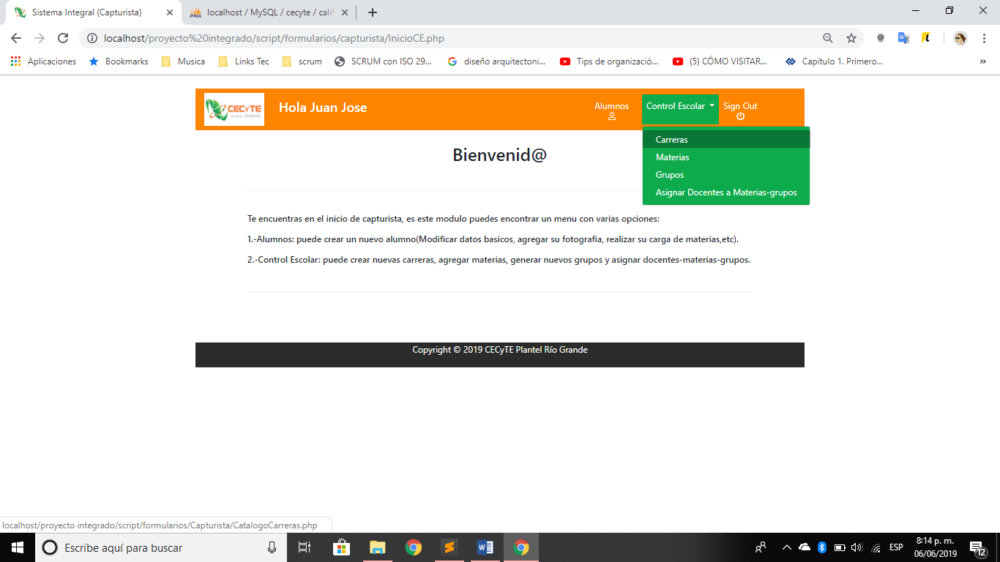 Sistema Integral (Capturista)
localhost / MySQL / cecyte / calif
localhost/proyecto%20integrado/script/formularios/capturista/InicioCE.php
Aplicaciones
Bookmarks
Musica
Links Tec
scrum
SCRUM con ISO 29...
diseño arquitectoni...
Tips de organizació...
(5) CÓMO VISITAR...
Capítulo 1. Primero...
CECyTE
Hola Juan Jose
Alumnos
Control Escolar
Sign Out
Carreras
Materias
Grupos
Asignar Docentes a Materias-grupos
Bienvenid@
Te encuentras en el inicio de capturista, es este modulo puedes encontrar un menu con varias opciones:
1.-Alumnos: puede crear un nuevo alumno(Modificar datos basicos, agregar su fotografia, realizar su carga de materias,etc).
2.-Control Escolar: puede crear nuevas carreras, agregar materias, generar nuevos grupos y asignar docentes-materias-grupos.
Copyright © 2019 CECyTE Plantel Río Grande
localhost/proyecto integrado/script/formularios/Capturista/CatalogoCarreras.php
Escribe aquí para buscar
ESP
8:14 p. m.
06/06/2019
12